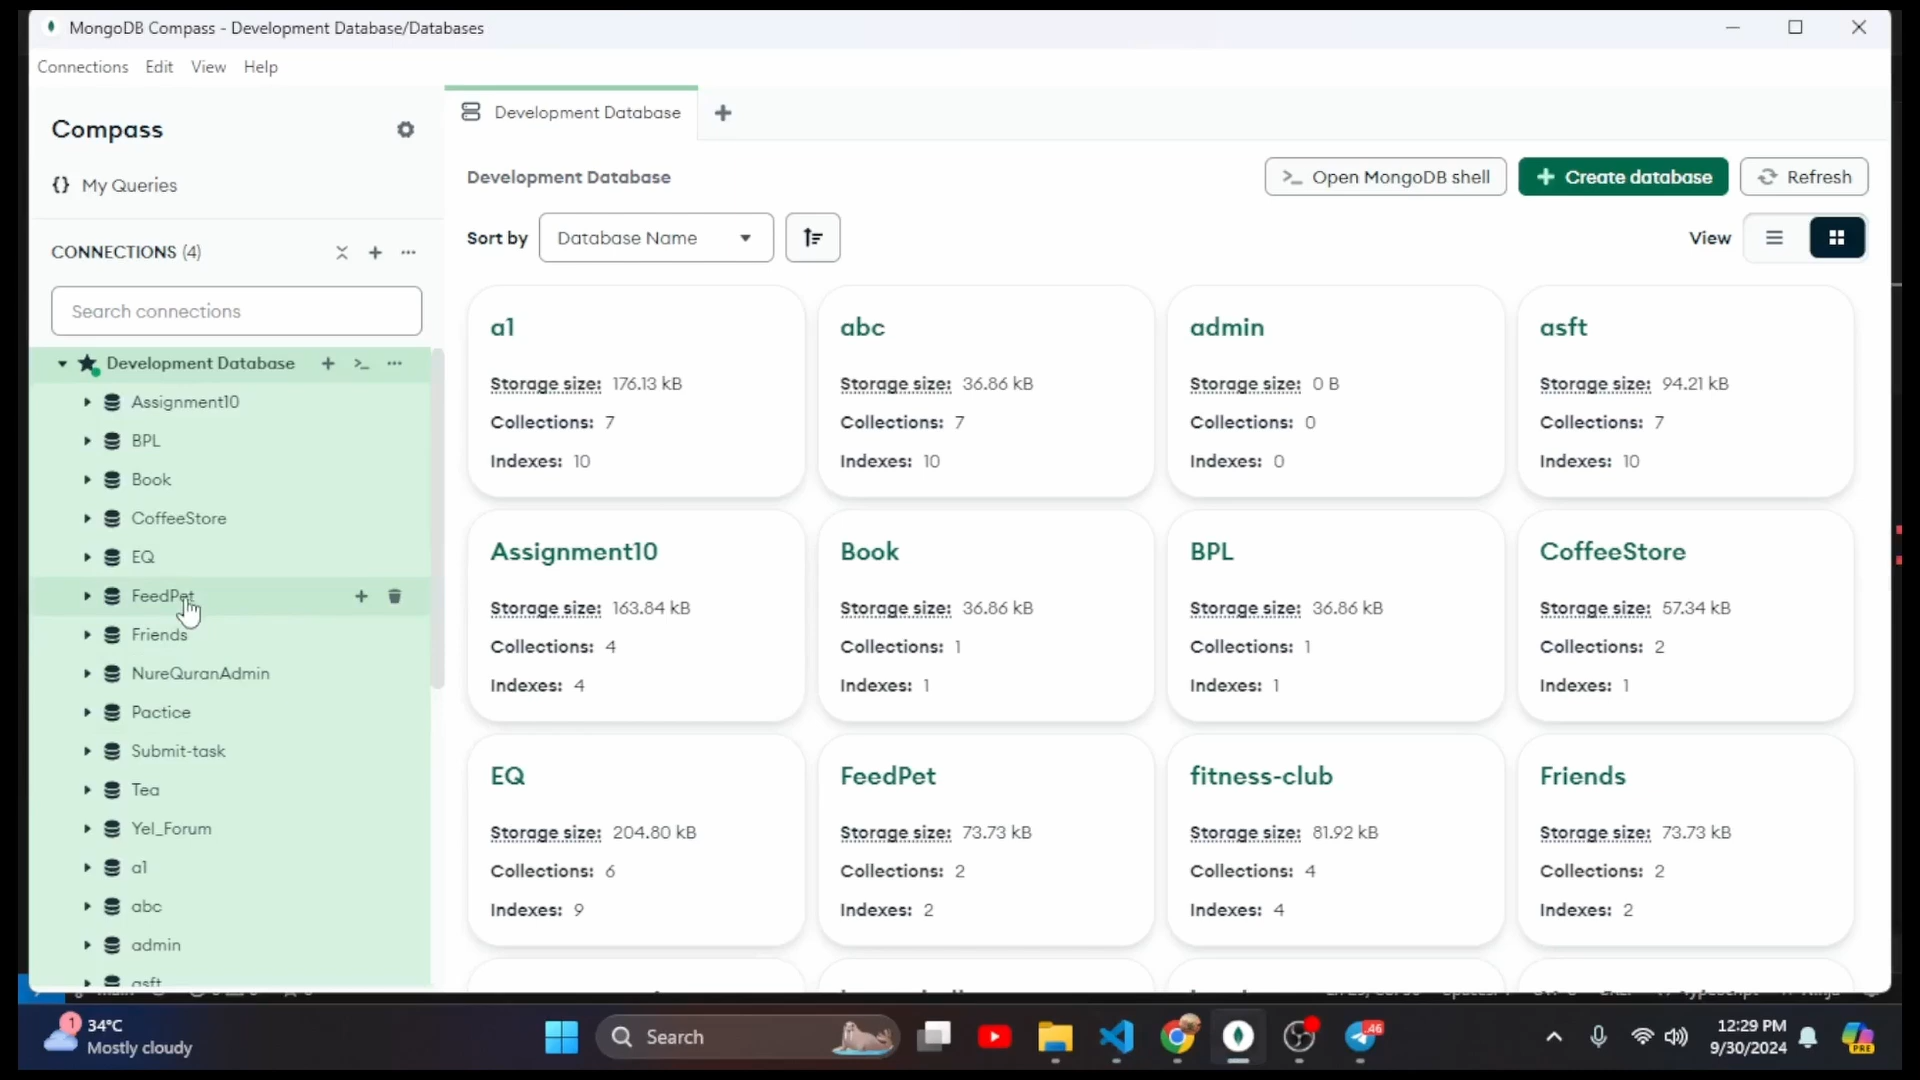 MongoDB Compass - Development Database/Databases
Connections Edit View Help
Compass
{} My Queries
CONNECTIONS (4)
Search connections
Development Database
Assignment10
BPL
Book
CoffeeStore
EQ
FeedPet
Friends
NureQuranAdmin
Pactice
Submit-task
Tea
Yel_Forum
a1
abc
admin
asft
Development Database
Development Database
>_ Open MongoDB shell
Create database
Refresh
Sort by Database Name
View
a1
Storage size: 176.13 kB
Collections: 7
Indexes: 10
abc
Storage size: 36.86 kB
Collections: 7
Indexes: 10
admin
Storage size: 0 B
Collections: 0
Indexes: 0
asft
Storage size: 94.21 kB
Collections: 7
Indexes: 10
Assignment10
Storage size: 163.84 kB
Collections: 4
Indexes: 4
Book
Storage size: 36.86 kB
Collections: 1
Indexes: 1
BPL
Storage size: 36.86 kB
Collections: 1
Indexes: 1
CoffeeStore
Storage size: 57.34 kB
Collections: 2
Indexes: 1
EQ
Storage size: 204.80 kB
Collections: 6
Indexes: 9
FeedPet
Storage size: 73.73 kB
Collections: 2
Indexes: 2
fitness-club
Storage size: 81.92 kB
Collections: 4
Indexes: 4
Friends
Storage size: 73.73 kB
Collections: 2
Indexes: 2
1
34°C
Mostly cloudy
Search
46
12:29 PM
9/30/2024
PRE